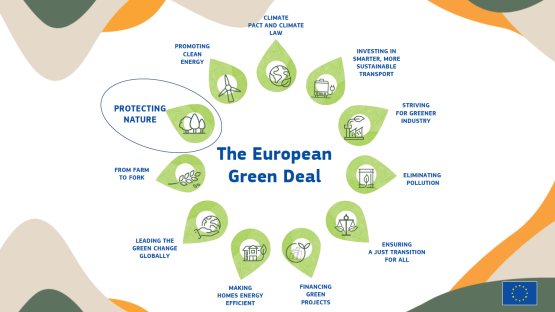 CLIMATE
PACT AND CLIMATE
LAW
PROMOTING
CLEAN
ENERGY
INVESTING IN
SMARTER, MORE
SUSTAINABLE
TRANSPORT
PROTECTING
NATURE
STRIVING
FOR GREENER
INDUSTRY
The European
Green Deal
FROM FARM
TO FORK
ELIMINATING
POLLUTION
LEADING THE
GREEN CHANGE
GLOBALLY
ENSURING
A JUST TRANSITION
FOR ALL
MAKING
HOMES ENERGY
EFFICIENT
FINANCING
GREEN
PROJECTS